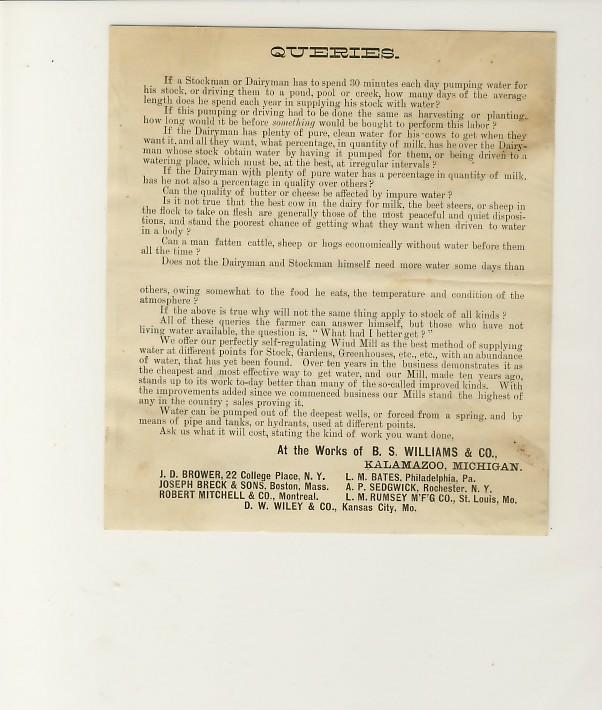 QUERIES.
If a Stockman or Dairyman has to spend 30 minutes each day pumping water for
his stock, or driving them to a pond, pool or creek, how many days of the average
length does he spend each year in supplying his stock with water?
If this pumping or driving had to be done the same as harvesting or planting,
how long would it be before something would be bought to perform this labor?
If the Dairyman has plenty of pure, clean water for his cows to get when they
want it, and all they want, what percentage, in quantity of milk, has he over the Dairy-
man whose stock obtain water by having it pumped for them, or being driven to a
watering place, which must be, at the best, at irregular intervals?
If the Dairyman with plenty of pure water has a percentage in quantity of milk,
has he not also a percentage in quality over others?
Can the quality of butter or cheese be affected by impure water?
Is it not true that the best cow in the dairy for milk, the best steers, or sheep in
the flock to take on flesh are generally those of the most peaceful and quiet disposi-
tions, and stand the poorest chance of getting what they want when driven to water
in a body?
Can a man fatten cattle, sheep or hogs economically without water before them
all the time?
Does not the Dairyman and Stockman himself need more water some days than
others, owing somewhat to the food he eats, the temperature and condition of the
atmosphere?
If the above is true why will not the same thing apply to stock of all kinds?
All of these queries the farmer can answer himself, but those who have not
living water available, the question is, "What had I better get?"
We offer our perfectly self-regulating Wind Mill as the best method of supplying
water at different points for Stock, Gardens, Greenhouses, etc., etc., with an abundance
of water, that has yet been found. Over ten years in the business demonstrates it as
the cheapest and most effective way to get water, and our Mill, made ten years ago,
stands up to its work to-day better than many of the so-called improved kinds. With
the improvements added since we commenced business our Mills stand the highest of
any in the country; sales proving it.
Water can be pumped out of the deepest wells, or forced from a spring, and by
means of pipe and tanks, or hydrants, used at different points.
Ask us what it will cost, stating the kind of work you want done,
At the Works of B. S. WILLIAMS & CO.,
KALAMAZOO, MICHIGAN.
J. D. BROWER, 22 College Place, N. Y. L. M. BATES, Philadelphia, Pa.
JOSEPH BRECK & SONS, Boston, Mass. A. P. SEDGWICK, Rochester, N. Y.
ROBERT MITCHELL & CO., Montreal. L. M. RUMSEY M'F'G CO., St. Louis, Mo.
D. W. WILEY & CO., Kansas City, Mo.